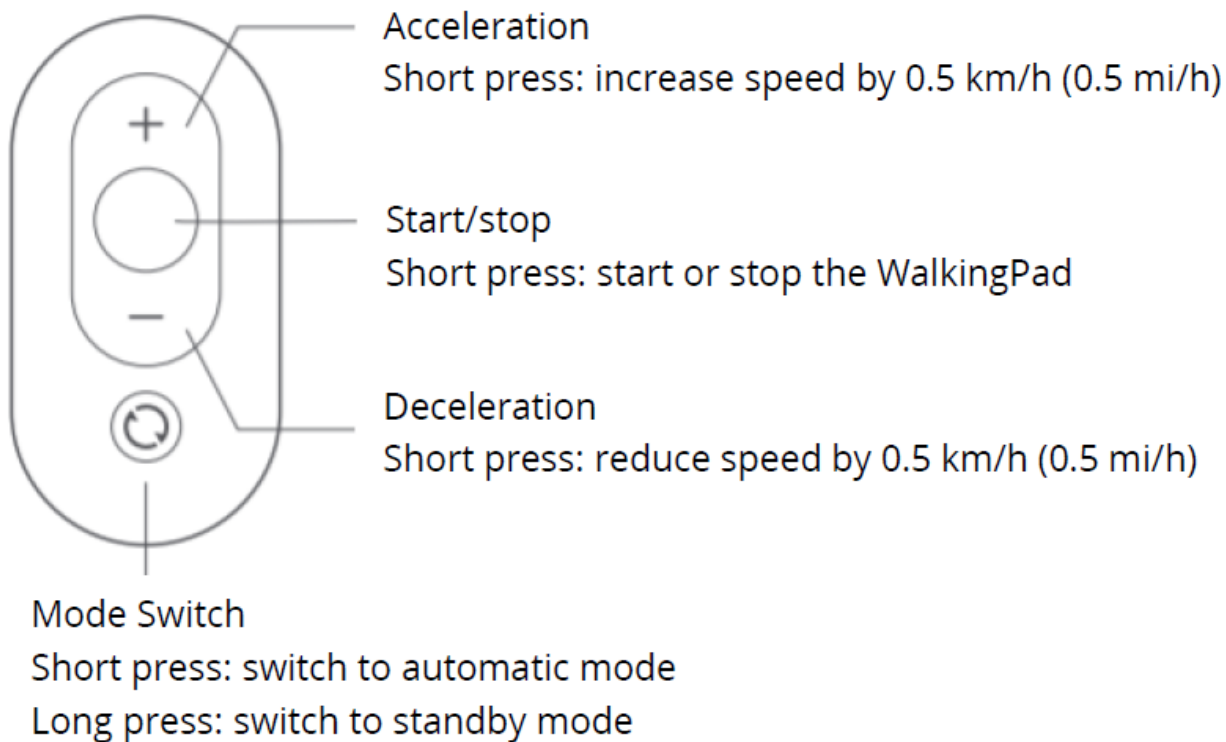 Acceleration
Short press: increase speed by 0.5 km/h (0.5 mi/h)
+
Start/stop
Short press: start or stop the WalkingPad
−
Deceleration
Short press: reduce speed by 0.5 km/h (0.5 mi/h)
Mode Switch
Short press: switch to automatic mode
Long press: switch to standby mode